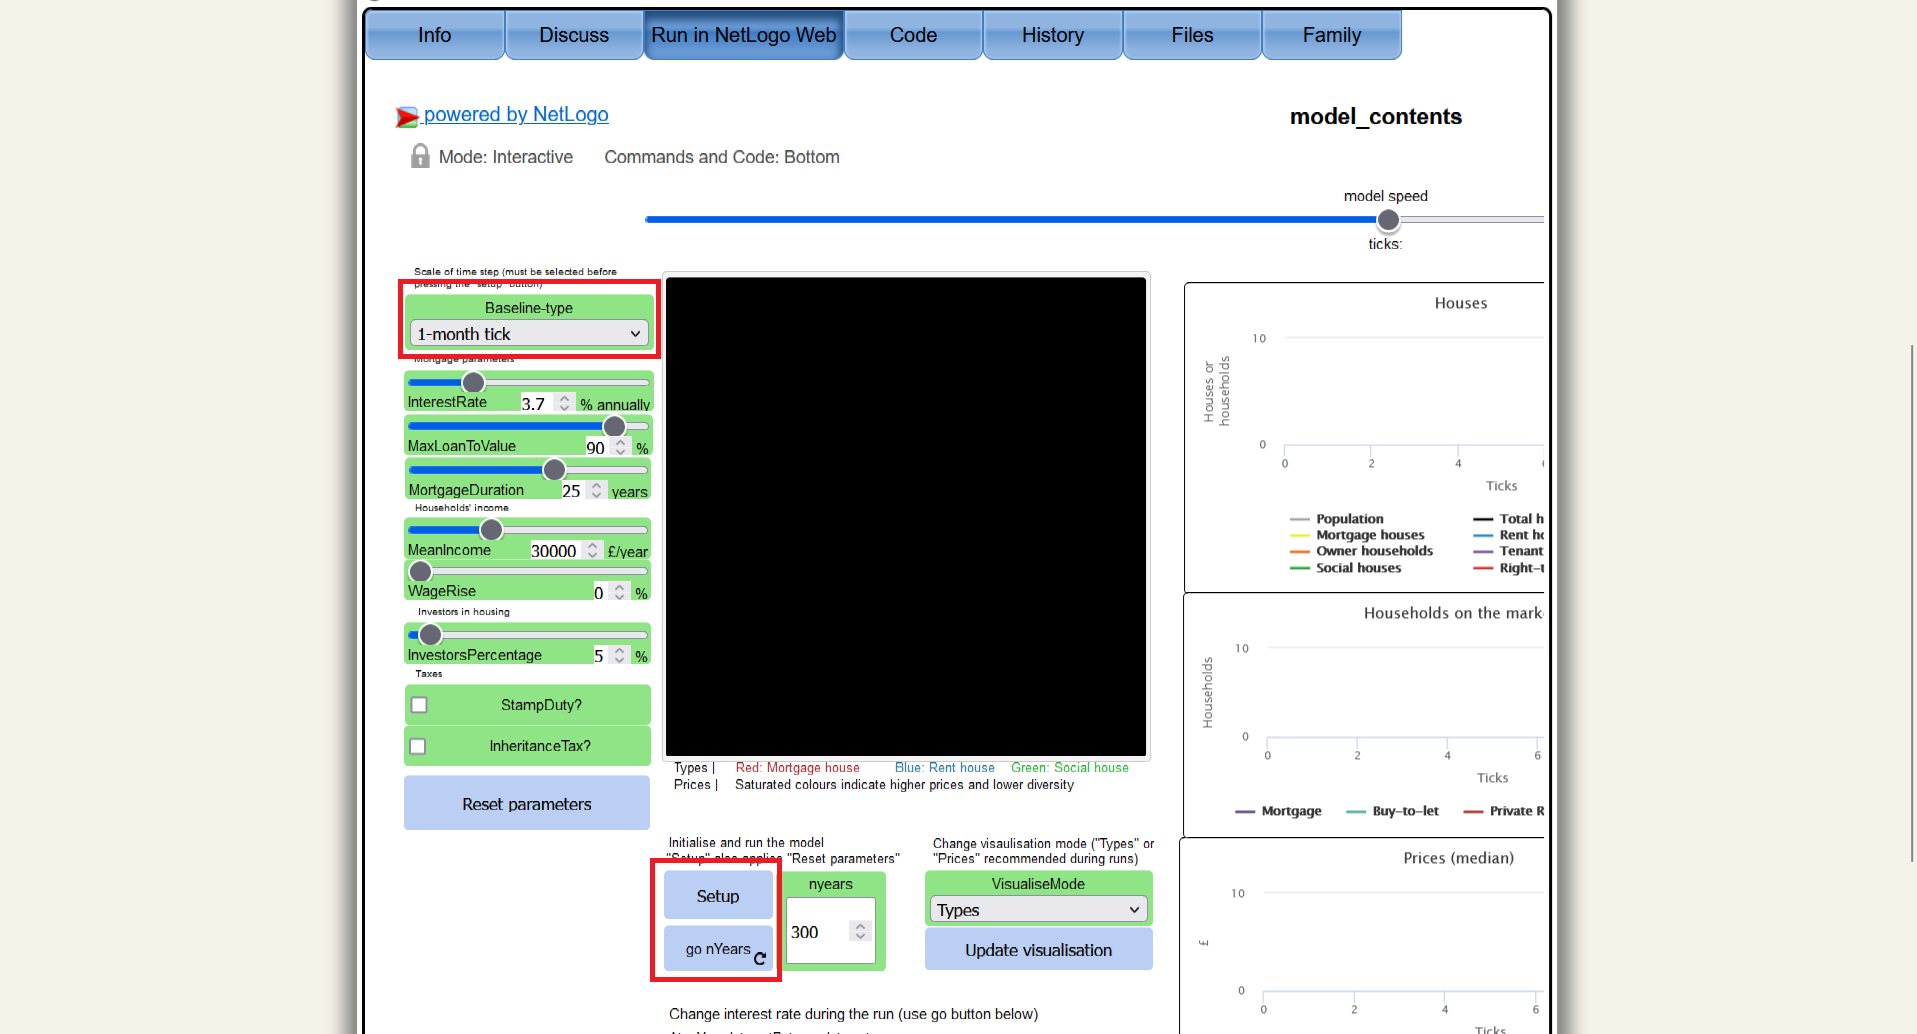 Info
Discuss
Run in NetLogo Web
Code
History
Files
Family
powered by NetLogo
model_contents
Mode: Interactive
Commands and Code: Bottom
model speed
ticks:
Scale of time step (must be selected before
pressing the "setup" button)
Baseline-type
1-month tick
Mortgage parameters
InterestRate 3.7 % annually
MaxLoanToValue 90 %
MortgageDuration 25 years
Households' income
MeanIncome 30000 £/year
WageRise 0 %
Investors in housing
InvestorsPercentage 5 %
Taxes
StampDuty?
InheritanceTax?
Reset parameters
Types | Red: Mortgage house Blue: Rent house Green: Social house
Prices | Saturated colours indicate higher prices and lower diversity
Initialise and run the model
"Setup" also applies "Reset parameters"
Setup
go nYears
nyears
300
Change visaulisation mode ("Types" or
"Prices" recommended during runs)
VisualiseMode
Types
Update visualisation
Change interest rate during the run (use go button below)
Houses
10
Houses or
households
0
0 2 4
Ticks
Population
Mortgage houses
Owner households
Social houses
Total h
Rent ho
Tenant
Right-t
Households on the mark
10
Households
0
0 2 4 6
Ticks
Mortgage Buy-to-let Private R
Prices (median)
10
£
0
0 2 4 6
Ticks